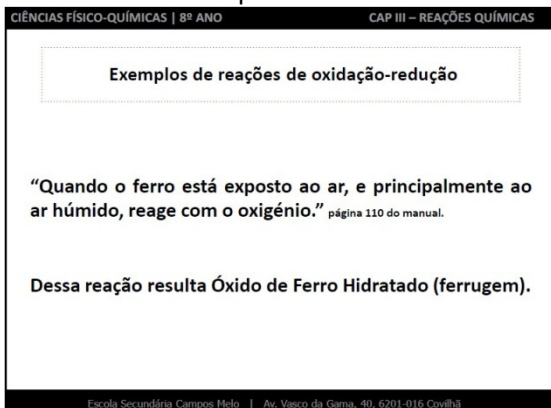 CIÊNCIAS FÍSICO-QUÍMICAS | 8º ANO CAP III – REAÇÕES QUÍMICAS
Exemplos de reações de oxidação-redução
“Quando o ferro está exposto ao ar, e principalmente ao
ar húmido, reage com o oxigénio.” página 110 do manual.
Dessa reação resulta Óxido de Ferro Hidratado (ferrugem).
Escola Secundária Campos Melo | Av. Vasco da Gama, 40, 6201-016 Covilhã